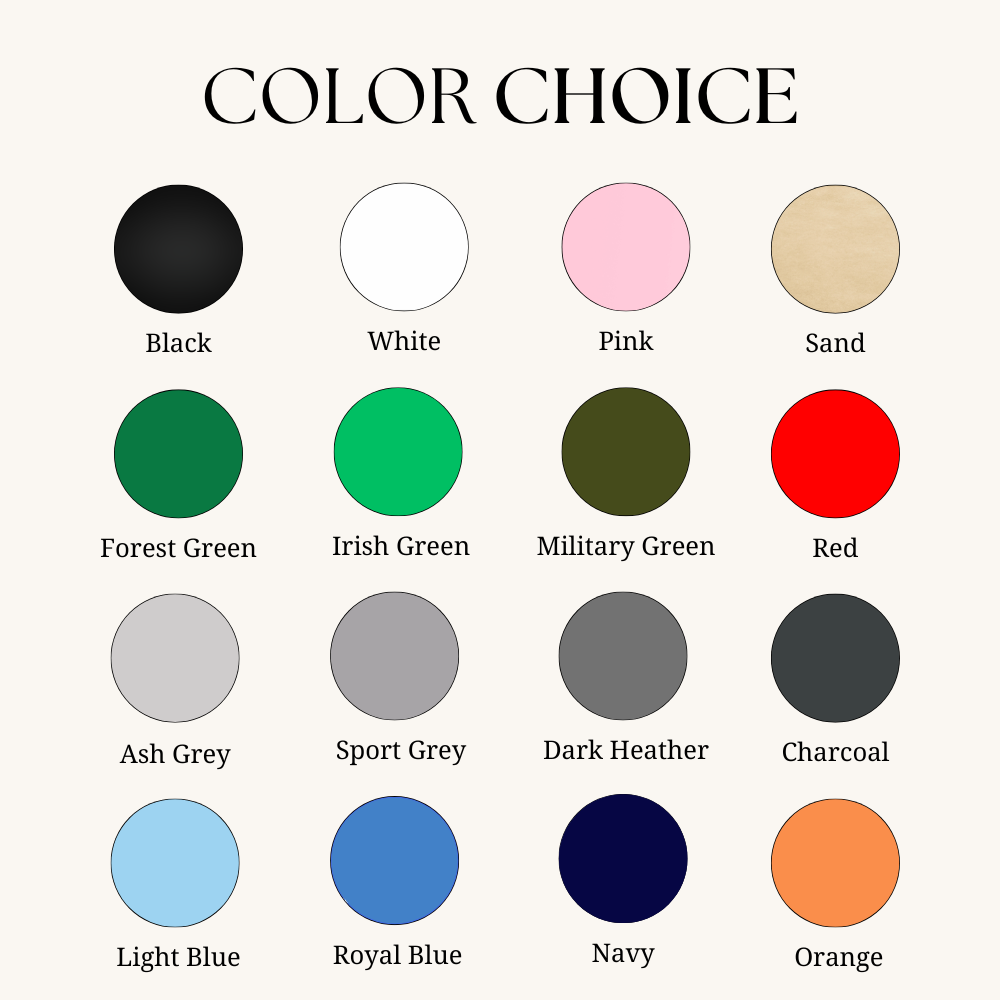 COLOR CHOICE
Black
White
Pink
Sand
Forest Green
Irish Green
Military Green
Red
Ash Grey
Sport Grey
Dark Heather
Charcoal
Light Blue
Royal Blue
Navy
Orange